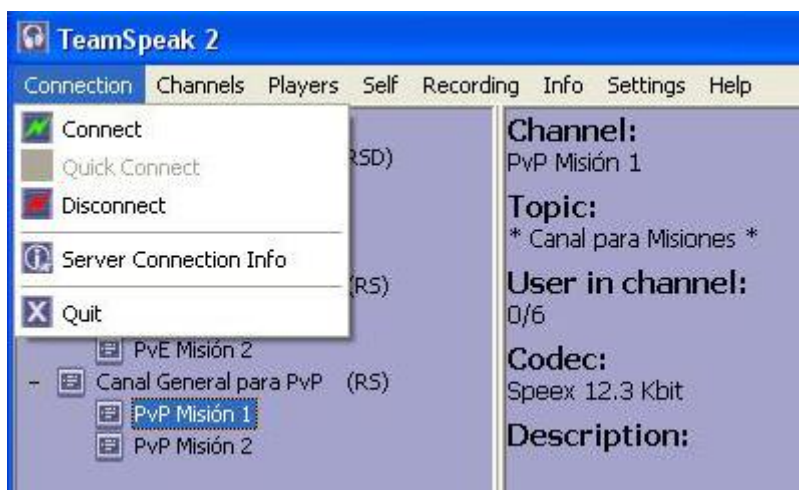 TeamSpeak 2
Connection Channels Players Self Recording Info Settings Help
Connect
Quick Connect
Disconnect
Server Connection Info
Quit
RSD)
(RS)
PvE Misión 2
Canal General para PvP (RS)
PvP Misión 1
PvP Misión 2
Channel:
PvP Misión 1
Topic:
* Canal para Misiones *
User in channel:
0/6
Codec:
Speex 12.3 Kbit
Description: